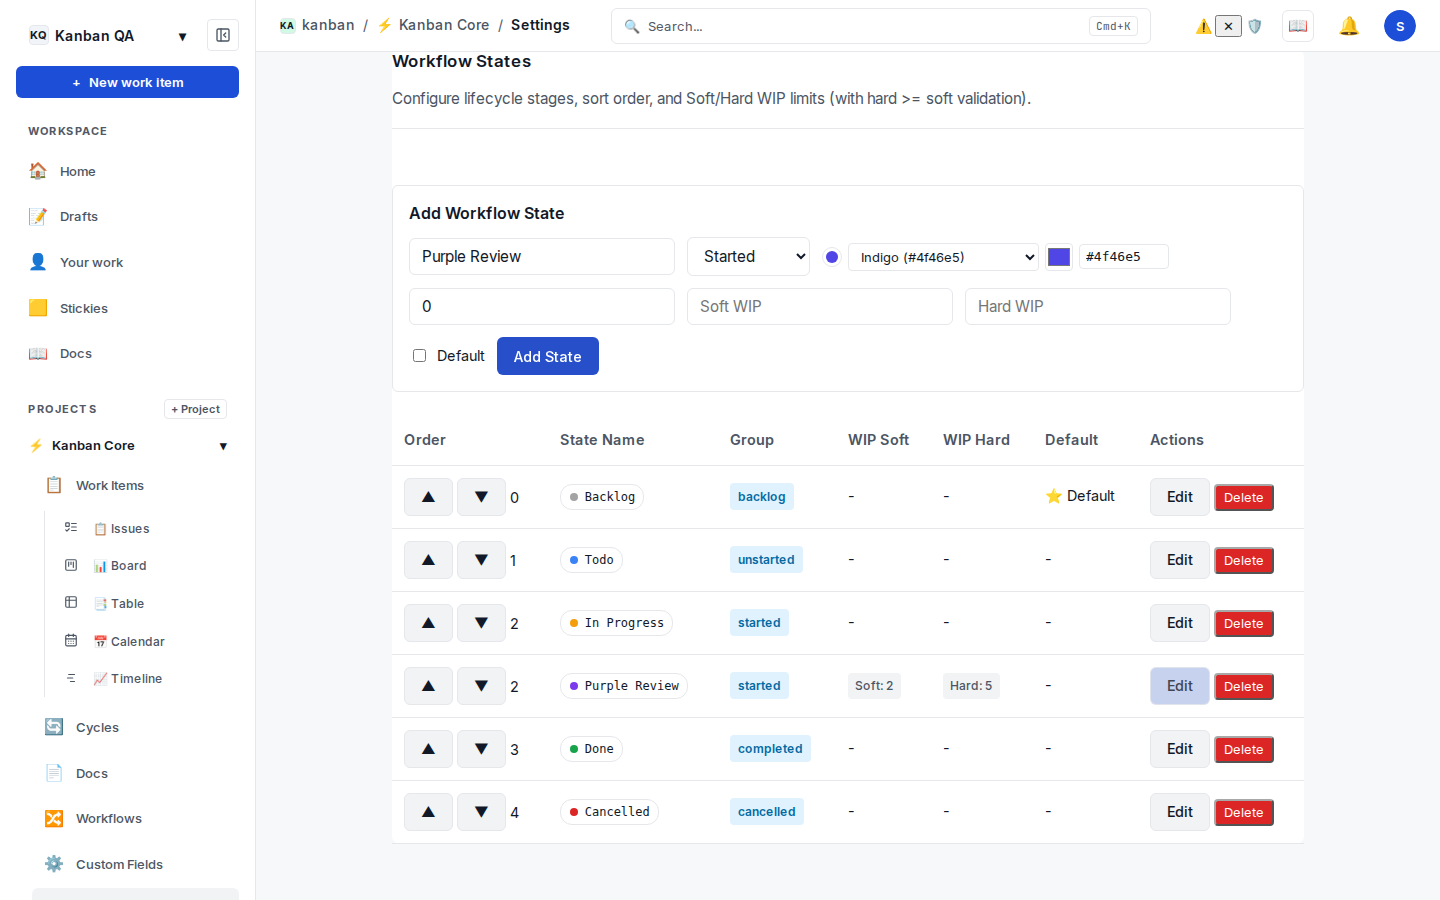 KQ Kanban QA ▾
+ New work item
WORKSPACE
🏠 Home
📝 Drafts
👤 Your work
🟨 Stickies
📖 Docs
PROJECTS + Project
⚡ Kanban Core ▾
📋 Work Items
📋 Issues
📊 Board
📑 Table
📅 Calendar
📈 Timeline
🔄 Cycles
📄 Docs
🔀 Workflows
⚙️ Custom Fields
KA kanban / ⚡ Kanban Core / Settings
🔍 Search... Cmd+K
⚠️ ✕ 🛡️ 📖 🔔 S
Workflow States
Configure lifecycle stages, sort order, and Soft/Hard WIP limits (with hard >= soft validation).
Add Workflow State
Purple Review Started Indigo (#4f46e5) #4f46e5
0 Soft WIP Hard WIP
Default Add State
Order State Name Group WIP Soft WIP Hard Default Actions
▲ ▼ 0 Backlog backlog - - ⭐ Default Edit Delete
▲ ▼ 1 Todo unstarted - - - Edit Delete
▲ ▼ 2 In Progress started - - - Edit Delete
▲ ▼ 2 Purple Review started Soft: 2 Hard: 5 - Edit Delete
▲ ▼ 3 Done completed - - - Edit Delete
▲ ▼ 4 Cancelled cancelled - - - Edit Delete